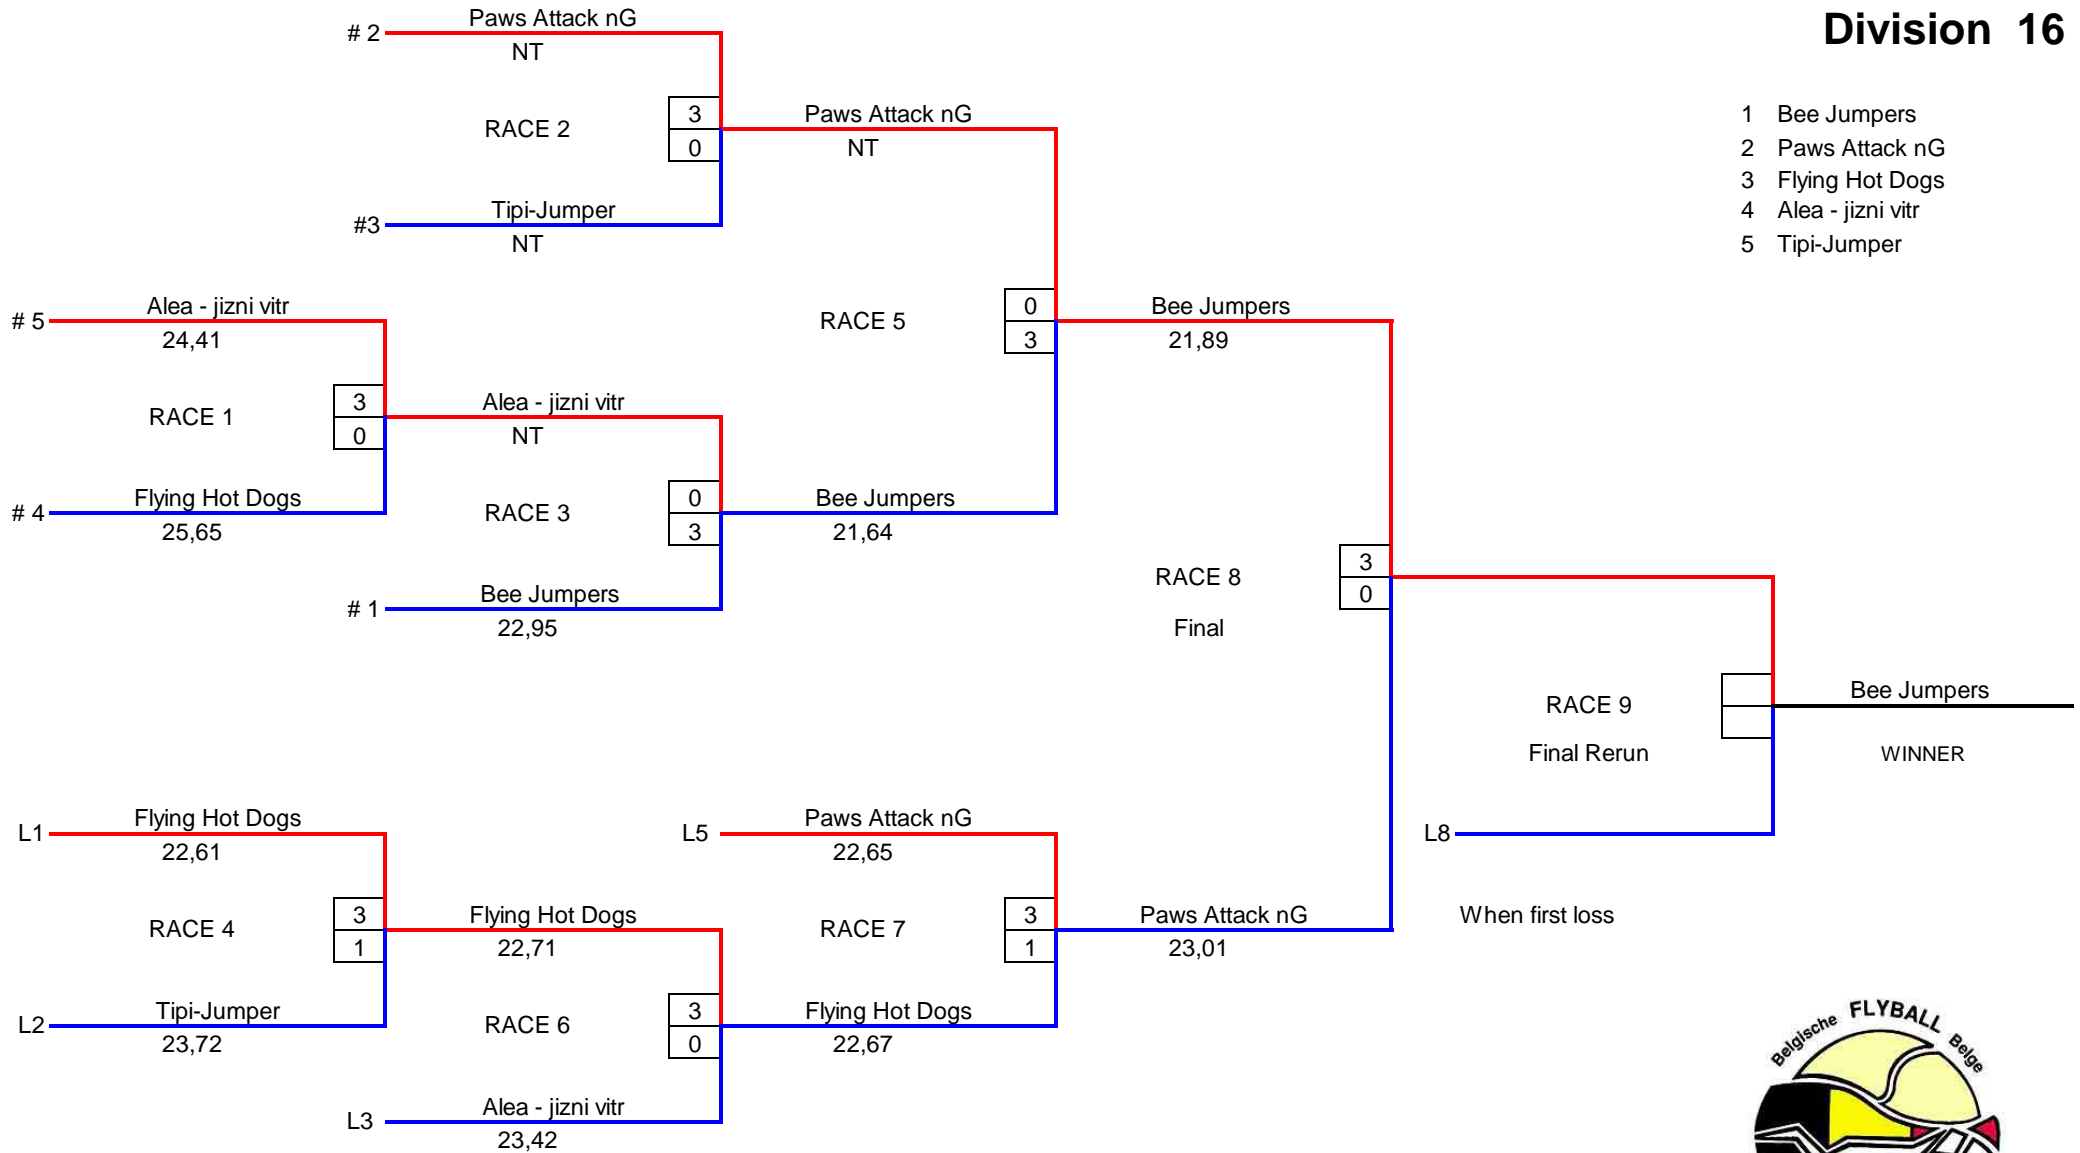 Division 16
1 Bee Jumpers
2 Paws Attack nG
3 Flying Hot Dogs
4 Alea - jizni vitr
5 Tipi-Jumper
# 2
Paws Attack nG
NT
RACE 2
3
0
Paws Attack nG
NT
#3
Tipi-Jumper
NT
# 5
Alea - jizni vitr
24,41
RACE 1
3
0
Alea - jizni vitr
NT
# 4
Flying Hot Dogs
25,65
RACE 3
0
3
Bee Jumpers
21,64
# 1
Bee Jumpers
22,95
RACE 5
0
3
Bee Jumpers
21,89
RACE 8
3
0
Final
RACE 9
Final Rerun
Bee Jumpers
WINNER
L1
Flying Hot Dogs
22,61
RACE 4
3
1
Flying Hot Dogs
22,71
L2
Tipi-Jumper
23,72
RACE 6
3
0
Flying Hot Dogs
22,67
L3
Alea - jizni vitr
23,42
L5
Paws Attack nG
22,65
RACE 7
3
1
Paws Attack nG
23,01
L8
When first loss
Belgische FLYBALL Belge